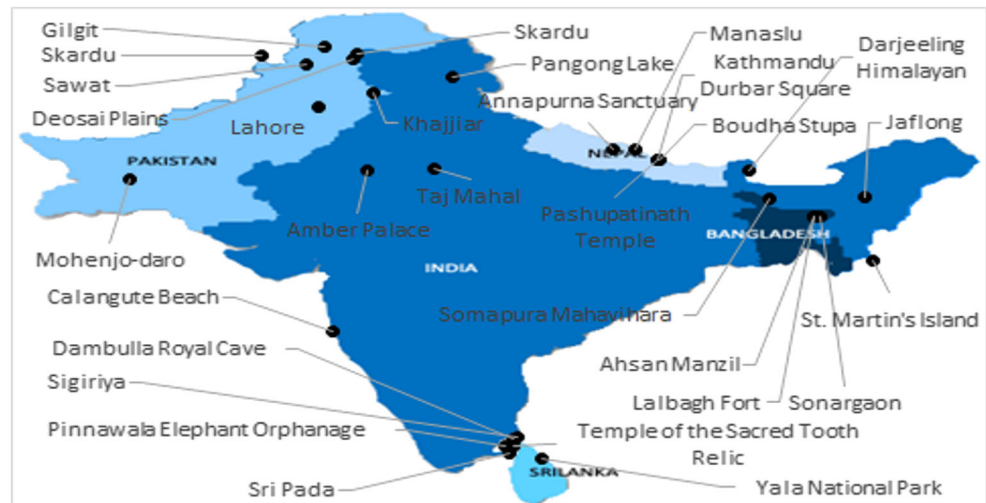 Gilgit
Skardu
Manaslu
Darjeeling
Himalayan
Skardu
Kathmandu
Durbar Square
Pangong Lake
Sawat
Annapurna Sanctuary
Deosai Plains
Lahore
Khajjiar
Boudha Stupa
Jaflong
NEPAL
PAKISTAN
Taj Mahal
Pashupatinath
Temple
Amber Palace
BANGLADESH
Mohenjo-daro
INDIA
Calangute Beach
Somapura Mahavihara
St. Martin's Island
Dambulla Royal Cave
Ahsan Manzil
Sigiriya
Lalbagh Fort
Sonargaon
Pinnawala Elephant Orphanage
Temple of the Sacred Tooth
Relic
SRILANKA
Sri Pada
Yala National Park